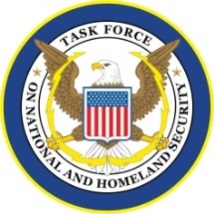 TASK FORCE
ON NATIONAL AND HOMELAND SECURITY